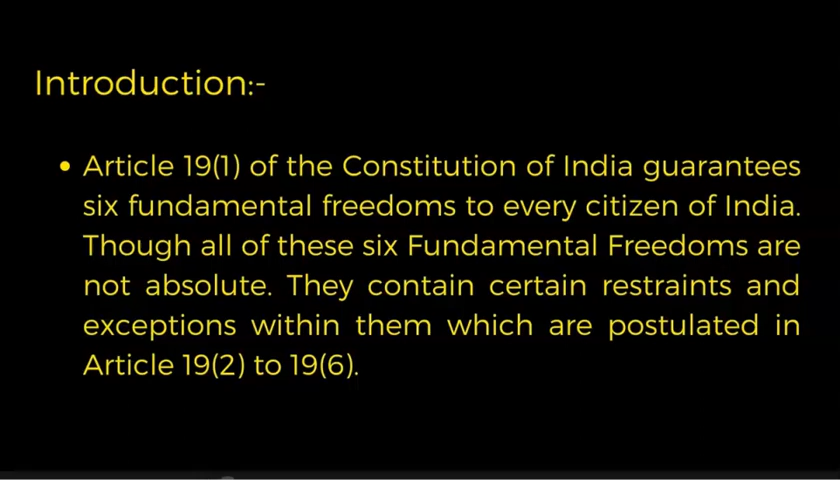 Introduction:-
• Article 19(1) of the Constitution of India guarantees
six fundamental freedoms to every citizen of India.
Though all of these six Fundamental Freedoms are
not absolute. They contain certain restraints and
exceptions within them which are postulated in
Article 19(2) to 19(6).